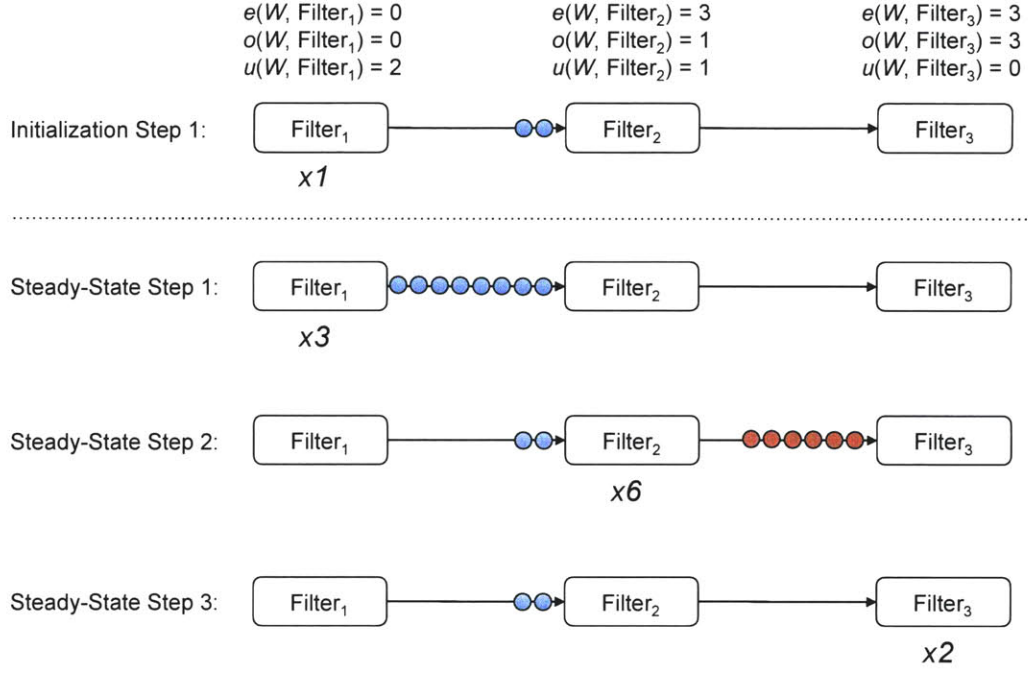 e(W, Filter₁) = 0 e(W, Filter₂) = 3 e(W, Filter₃) = 3
o(W, Filter₁) = 0 o(W, Filter₂) = 1 o(W, Filter₃) = 3
u(W, Filter₁) = 2 u(W, Filter₂) = 1 u(W, Filter₃) = 0
Initialization Step 1: Filter₁ Filter₂ Filter₃
x1
Steady-State Step 1: Filter₁ Filter₂ Filter₃
x3
Steady-State Step 2: Filter₁ Filter₂ Filter₃
x6
Steady-State Step 3: Filter₁ Filter₂ Filter₃
x2